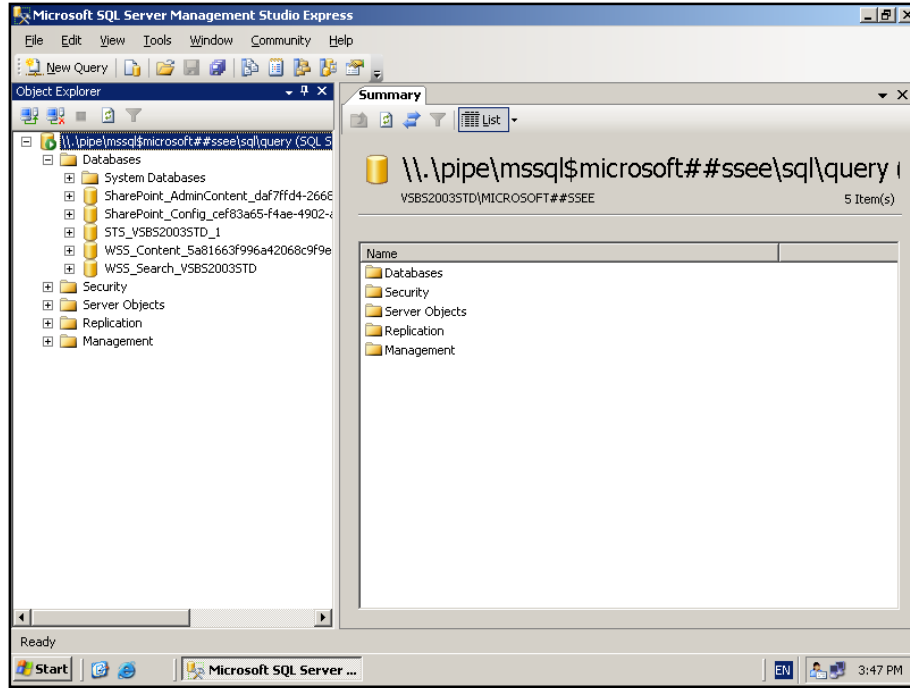 Microsoft SQL Server Management Studio Express
File Edit View Tools Window Community Help
New Query
Object Explorer
\\.\pipe\mssql$microsoft##ssee\sql\query (SQL S
Databases
System Databases
SharePoint_AdminContent_daf7ffd4-2668
SharePoint_Config_cef83a65-f4ae-4902-
STS_VSBS2003STD_1
WSS_Content_5a81663f996a42068c9f9e
WSS_Search_VSBS2003STD
Security
Server Objects
Replication
Management
Summary
List
\\.\pipe\mssql$microsoft##ssee\sql\query (
VSBS2003STD\MICROSOFT##SSEE 5 Item(s)
Name
Databases
Security
Server Objects
Replication
Management
Ready
Start Microsoft SQL Server ... EN 3:47 PM